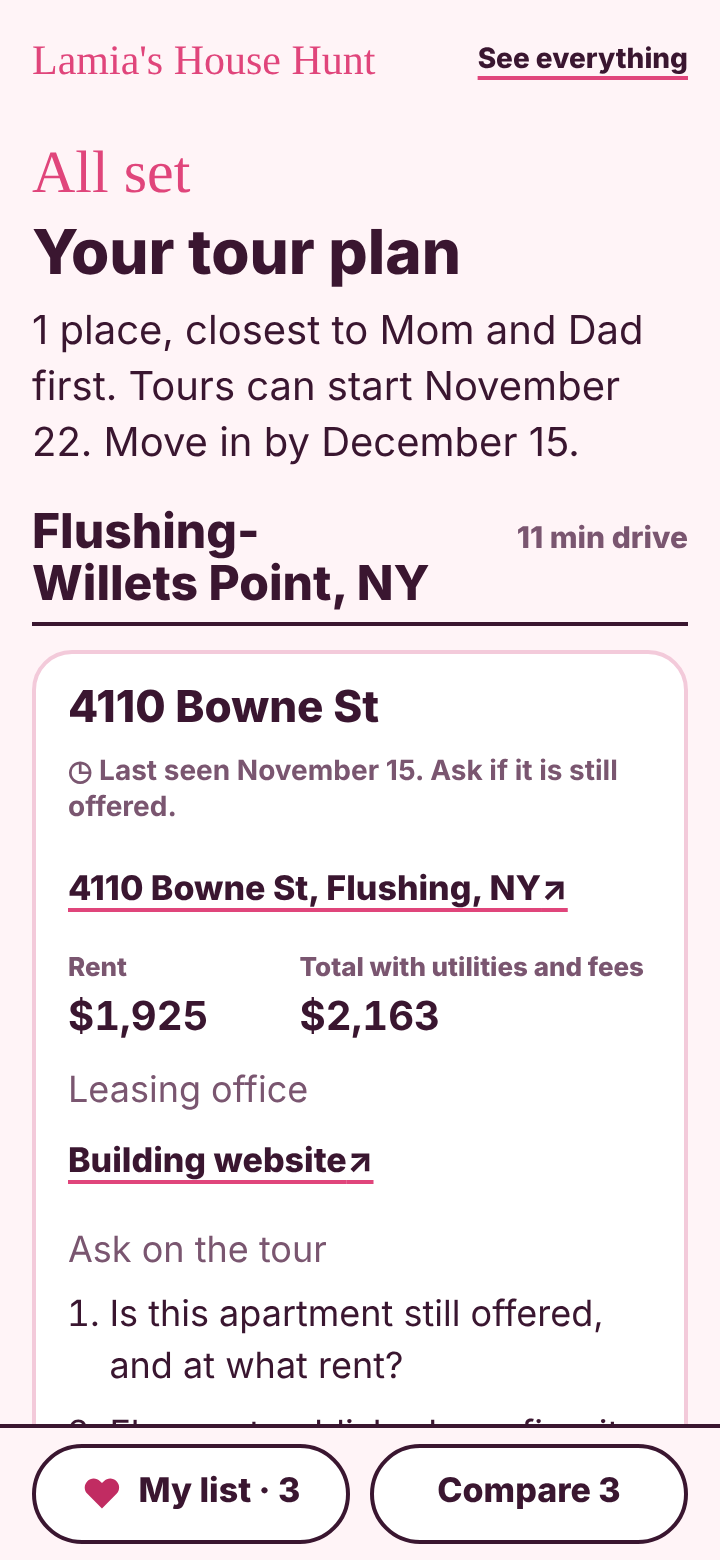 Lamia's House Hunt
See everything
All set
Your tour plan
1 place, closest to Mom and Dad
first. Tours can start November
22. Move in by December 15.
Flushing-
Willets Point, NY
11 min drive
4110 Bowne St
Last seen November 15. Ask if it is still
offered.
4110 Bowne St, Flushing, NY↗
Rent
Total with utilities and fees
$1,925
$2,163
Leasing office
Building website↗
Ask on the tour
1. Is this apartment still offered,
and at what rent?
My list · 3
Compare 3